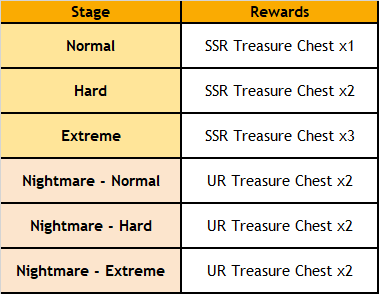 Stage Rewards
Normal SSR Treasure Chest x1
Hard SSR Treasure Chest x2
Extreme SSR Treasure Chest x3
Nightmare - Normal UR Treasure Chest x2
Nightmare - Hard UR Treasure Chest x2
Nightmare - Extreme UR Treasure Chest x2